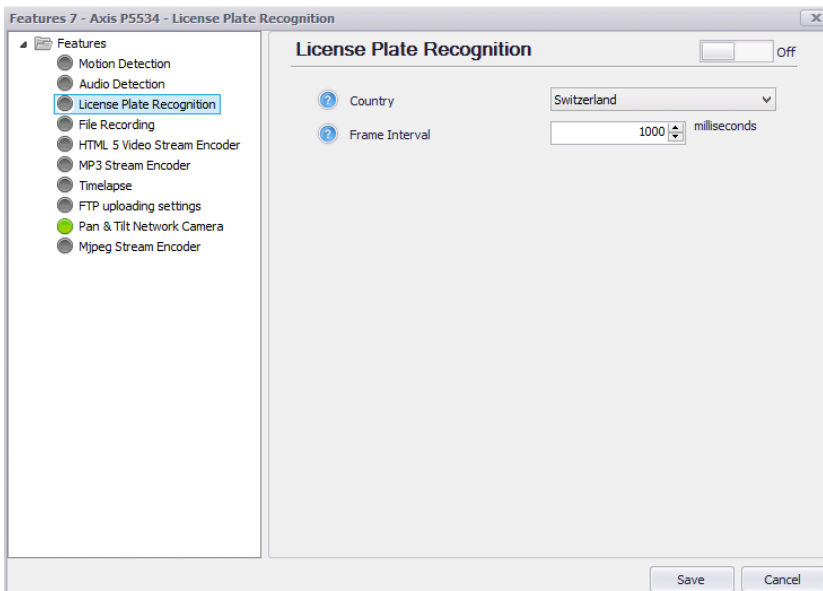 Features 7 - Axis P5534 - License Plate Recognition
Features
Motion Detection
Audio Detection
License Plate Recognition
File Recording
HTML 5 Video Stream Encoder
MP3 Stream Encoder
Timelapse
FTP uploading settings
Pan & Tilt Network Camera
Mjpeg Stream Encoder
License Plate Recognition
Off
? Country Switzerland
? Frame Interval 1000 milliseconds
Save Cancel